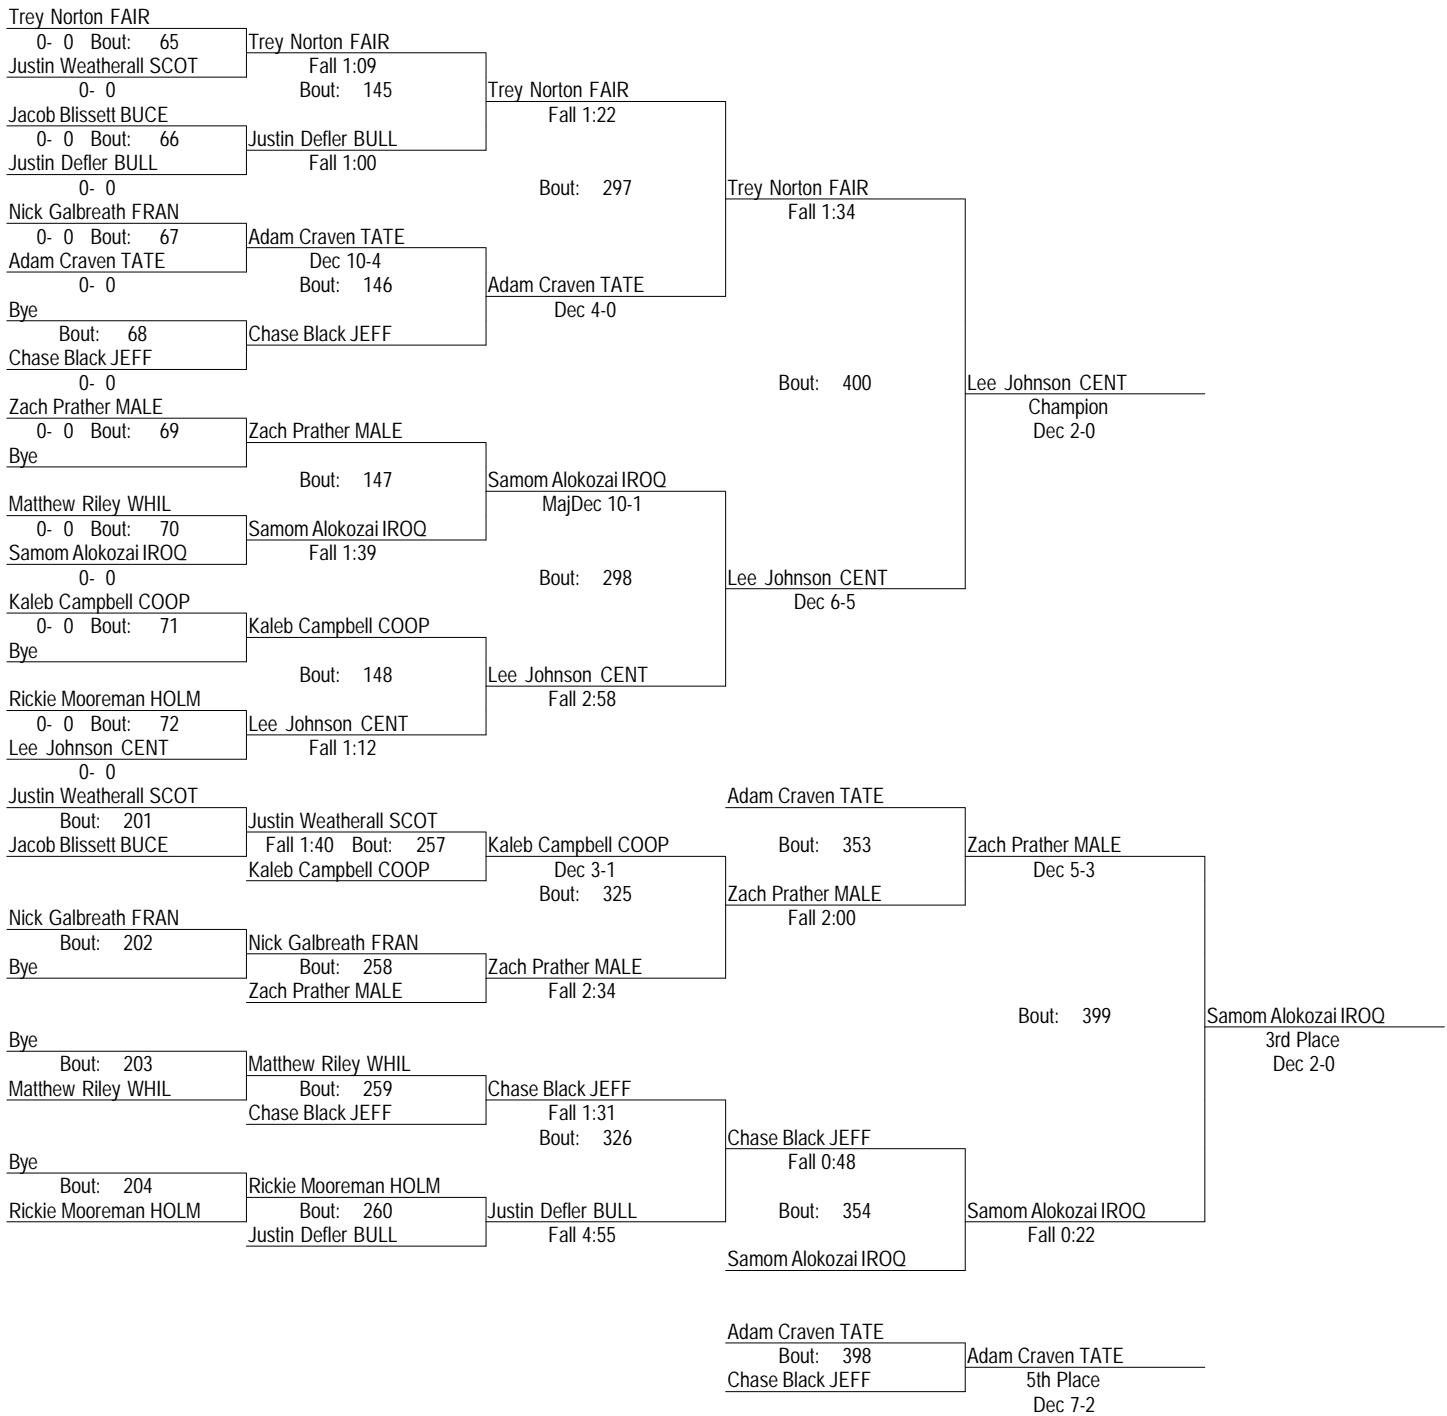 Trey Norton FAIR
0- 0 Bout: 65
Justin Weatherall SCOT
0- 0
Jacob Blissett BUCE
0- 0 Bout: 66
Justin Defler BULL
0- 0
Nick Galbreath FRAN
0- 0 Bout: 67
Adam Craven TATE
0- 0
Bye
Bout: 68
Chase Black JEFF
0- 0
Zach Prather MALE
0- 0 Bout: 69
Bye
Matthew Riley WHIL
0- 0 Bout: 70
Samom Alokozai IROQ
0- 0
Kaleb Campbell COOP
0- 0 Bout: 71
Bye
Rickie Mooreman HOLM
0- 0 Bout: 72
Lee Johnson CENT
0- 0
Trey Norton FAIR
Fall 1:09
Bout: 145
Justin Defler BULL
Fall 1:00
Adam Craven TATE
Dec 10-4
Bout: 146
Chase Black JEFF
Zach Prather MALE
Bout: 147
Samom Alokozai IROQ
Fall 1:39
Kaleb Campbell COOP
Bout: 148
Lee Johnson CENT
Fall 1:12
Trey Norton FAIR
Fall 1:22
Bout: 297
Adam Craven TATE
Dec 4-0
Samom Alokozai IROQ
MajDec 10-1
Bout: 298
Lee Johnson CENT
Fall 2:58
Trey Norton FAIR
Fall 1:34
Bout: 400
Lee Johnson CENT
Dec 6-5
Lee Johnson CENT
Champion
Dec 2-0
Justin Weatherall SCOT
Bout: 201
Jacob Blissett BUCE
Nick Galbreath FRAN
Bout: 202
Bye
Bye
Bout: 203
Matthew Riley WHIL
Bye
Bout: 204
Rickie Mooreman HOLM
Justin Weatherall SCOT
Fall 1:40 Bout: 257
Kaleb Campbell COOP
Nick Galbreath FRAN
Bout: 258
Zach Prather MALE
Matthew Riley WHIL
Bout: 259
Chase Black JEFF
Rickie Mooreman HOLM
Bout: 260
Justin Defler BULL
Kaleb Campbell COOP
Dec 3-1
Bout: 325
Zach Prather MALE
Fall 2:34
Chase Black JEFF
Fall 1:31
Bout: 326
Justin Defler BULL
Fall 4:55
Adam Craven TATE
Bout: 353
Zach Prather MALE
Fall 2:00
Chase Black JEFF
Fall 0:48
Bout: 354
Samom Alokozai IROQ
Zach Prather MALE
Dec 5-3
Bout: 399
Samom Alokozai IROQ
Fall 0:22
Samom Alokozai IROQ
3rd Place
Dec 2-0
Adam Craven TATE
Bout: 398
Chase Black JEFF
Adam Craven TATE
5th Place
Dec 7-2